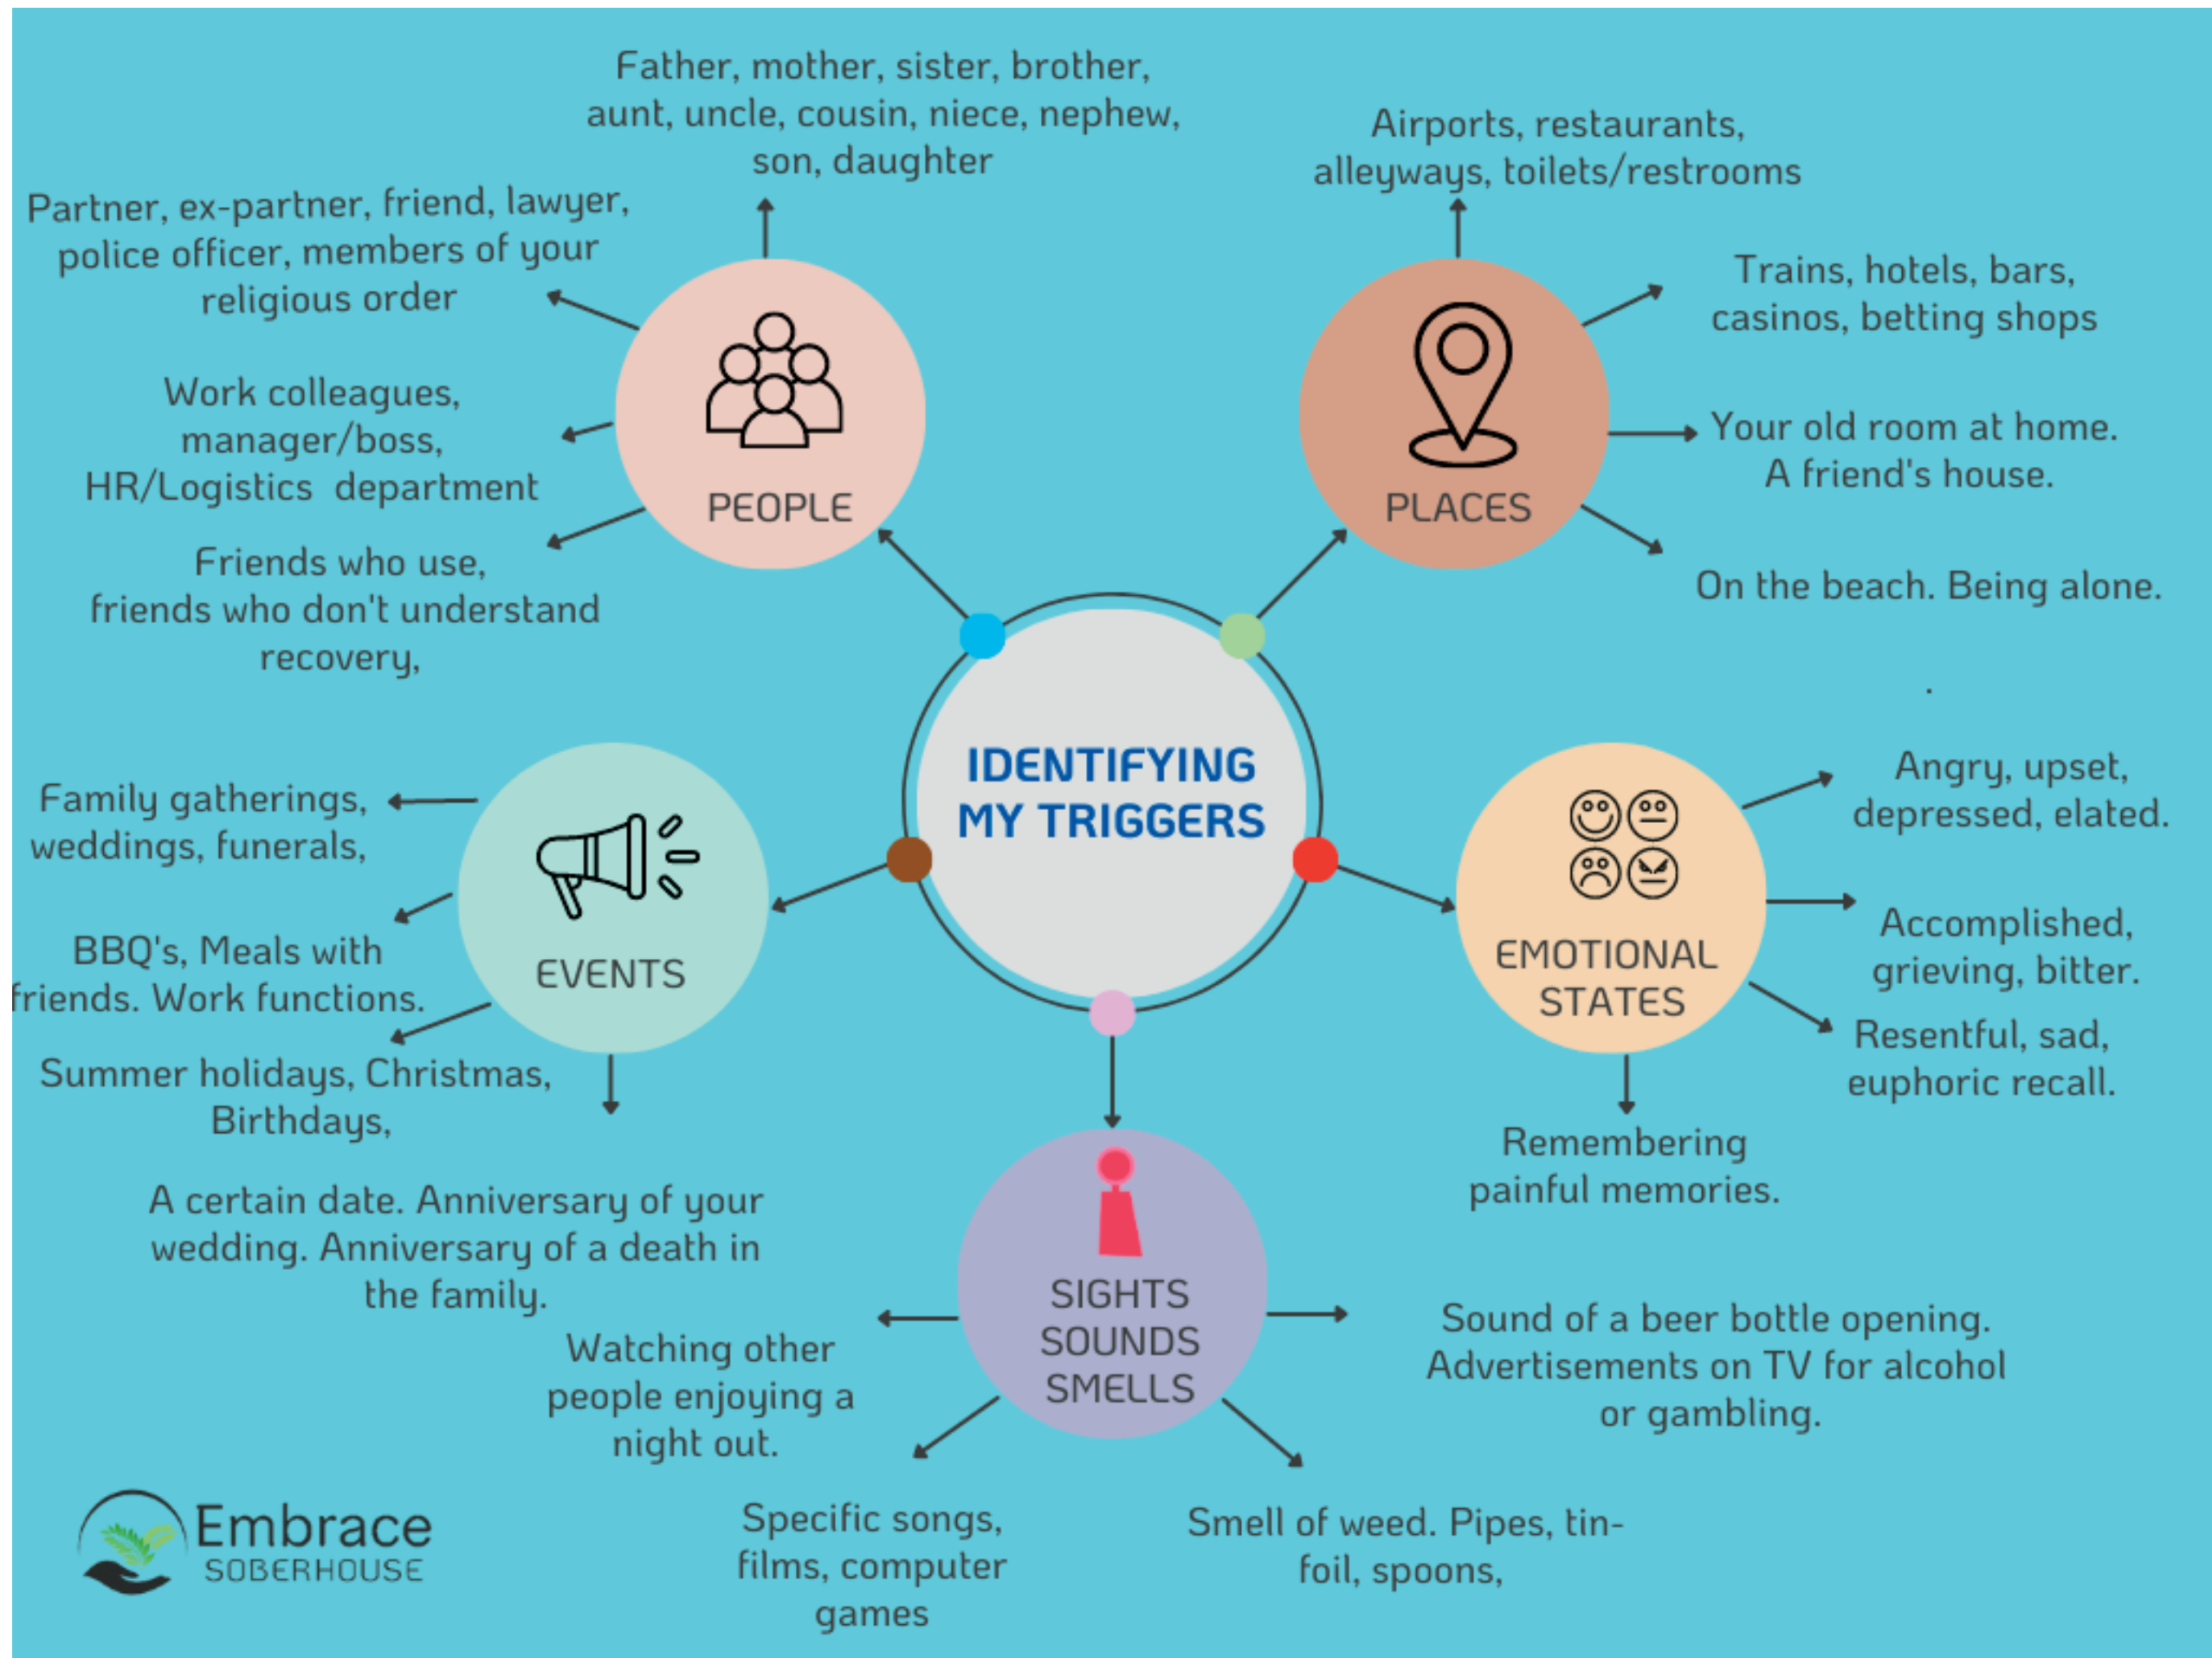 Father, mother, sister, brother,
aunt, uncle, cousin, niece, nephew,
son, daughter
Partner, ex-partner, friend, lawyer,
police officer, members of your
religious order
Work colleagues,
manager/boss,
HR/Logistics department
Friends who use,
friends who don't understand
recovery,
PEOPLE
Airports, restaurants,
alleyways, toilets/restrooms
Trains, hotels, bars,
casinos, betting shops
Your old room at home.
A friend's house.
On the beach. Being alone.
.
PLACES
IDENTIFYING
MY TRIGGERS
Family gatherings,
weddings, funerals,
BBQ's, Meals with
friends. Work functions.
Summer holidays, Christmas,
Birthdays,
A certain date. Anniversary of your
wedding. Anniversary of a death in
the family.
EVENTS
Angry, upset,
depressed, elated.
Accomplished,
grieving, bitter.
Resentful, sad,
euphoric recall.
Remembering
painful memories.
EMOTIONAL
STATES
SIGHTS
SOUNDS
SMELLS
Watching other
people enjoying a
night out.
Specific songs,
films, computer
games
Smell of weed. Pipes, tin-
foil, spoons,
Sound of a beer bottle opening.
Advertisements on TV for alcohol
or gambling.
Embrace
SOBERHOUSE